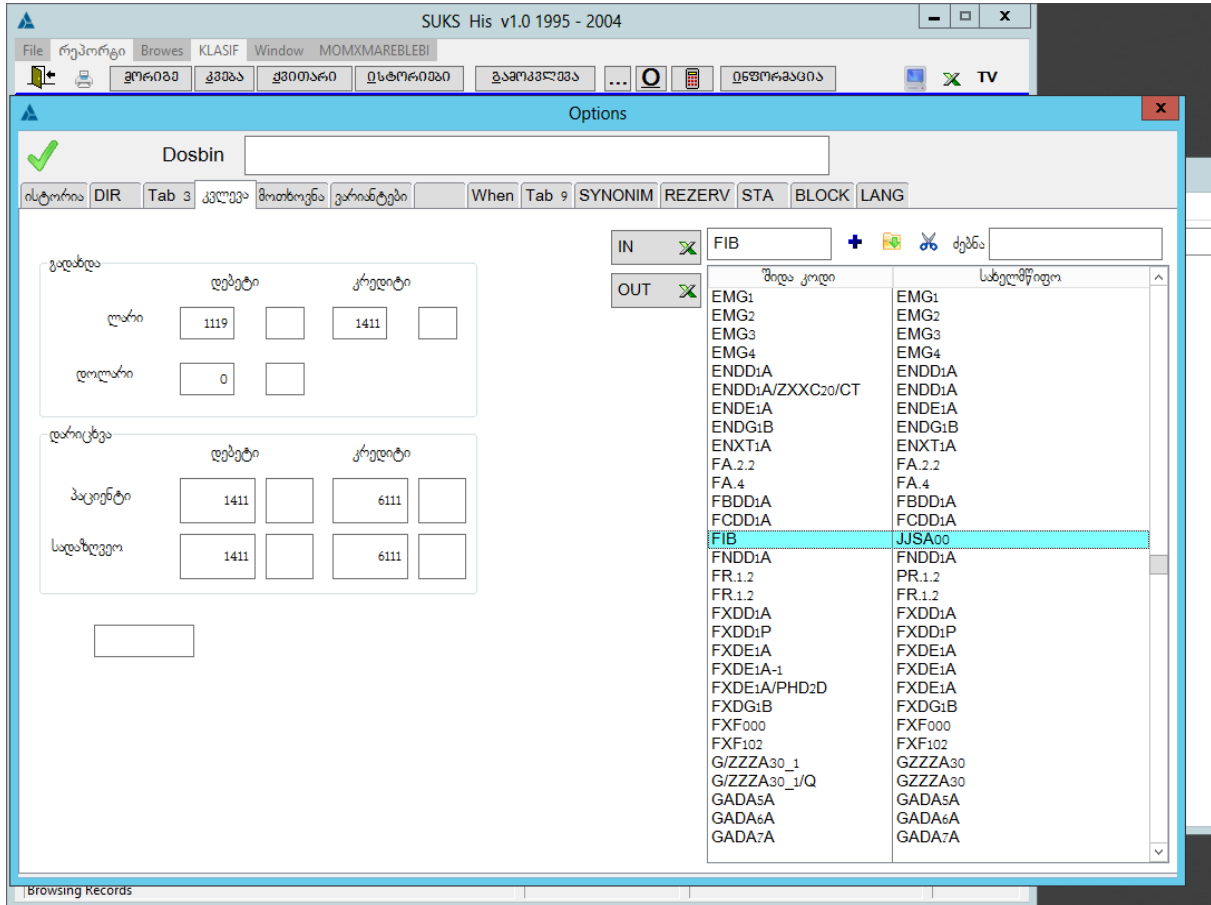 SUKS His v1.0 1995 - 2004
File რეპორტი Browes KLASIF Window MOMXMAREBLEBI
მორიგე კვება ქვითარი ისტორიები გამოკვლევა ... O ინფორმაცია TV
Options
Dosbin
ისტორია DIR Tab 3 კვლევა მოთხოვნა ვარიანტები When Tab 9 SYNONIM REZERV STA BLOCK LANG
IN FIB ძებნა
OUT
გადახდა
დებეტი კრედიტი
ლარი 1119 1411
დოლარი 0
დარიცხვა
დებეტი კრედიტი
პაციენტი 1411 6111
სადაზღვეო 1411 6111
შიდა კოდი სახელმწიფო
EMG1 EMG1
EMG2 EMG2
EMG3 EMG3
EMG4 EMG4
ENDD1A ENDD1A
ENDD1A/ZXXC20/CT ENDD1A
ENDE1A ENDE1A
ENDG1B ENDG1B
ENXT1A ENXT1A
FA.2.2 FA.2.2
FA.4 FA.4
FBDD1A FBDD1A
FCDD1A FCDD1A
FIB JJSA00
FNDD1A FNDD1A
FR.1.2 PR.1.2
FR.1.2 FR.1.2
FXDD1A FXDD1A
FXDD1P FXDD1P
FXDE1A FXDE1A
FXDE1A-1 FXDE1A
FXDE1A/PHD2D FXDE1A
FXDG1B FXDG1B
FXF000 FXF000
FXF102 FXF102
G/ZZZA30_1 GZZZA30
G/ZZZA30_1/Q GZZZA30
GADA5A GADA5A
GADA6A GADA6A
GADA7A GADA7A
Browsing Records